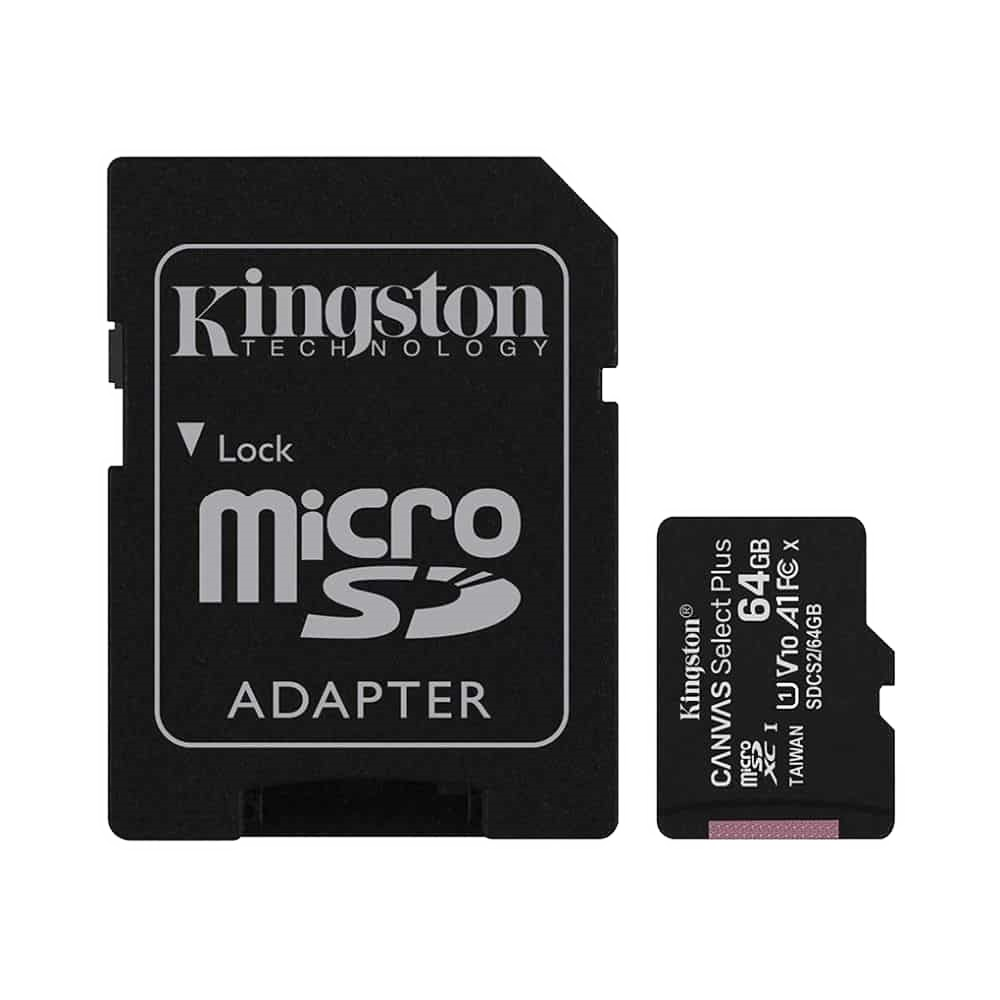 Kingston
TECHNOLOGY
Lock
micro
SD
ADAPTER
Kingston®
CANVAS Select Plus
64GB
micro SD XC I U1 V10 A1 FC X
TAIWAN SDCS2/64GB